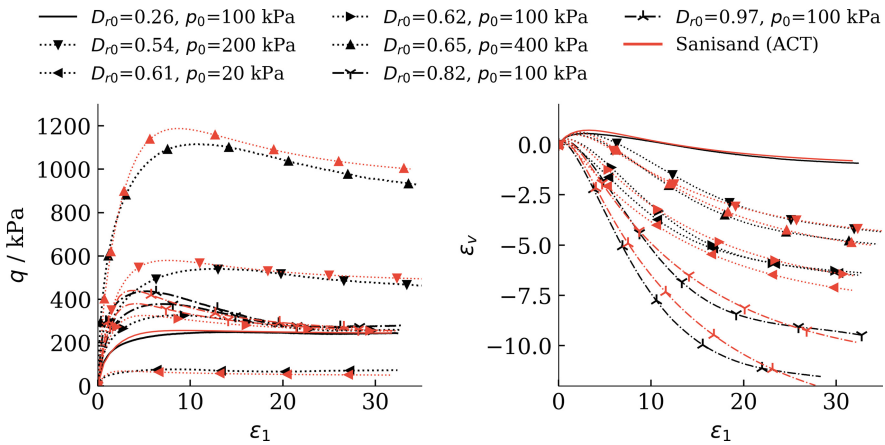 D_r0=0.26, p_0=100 kPa
D_r0=0.54, p_0=200 kPa
D_r0=0.61, p_0=20 kPa
D_r0=0.62, p_0=100 kPa
D_r0=0.65, p_0=400 kPa
D_r0=0.82, p_0=100 kPa
D_r0=0.97, p_0=100 kPa
Sanisand (ACT)
q / kPa
1200
1000
800
600
400
200
0
0 10 20 30
ε_1
ε_v
0.0
−2.5
−5.0
−7.5
−10.0
0 10 20 30
ε_1